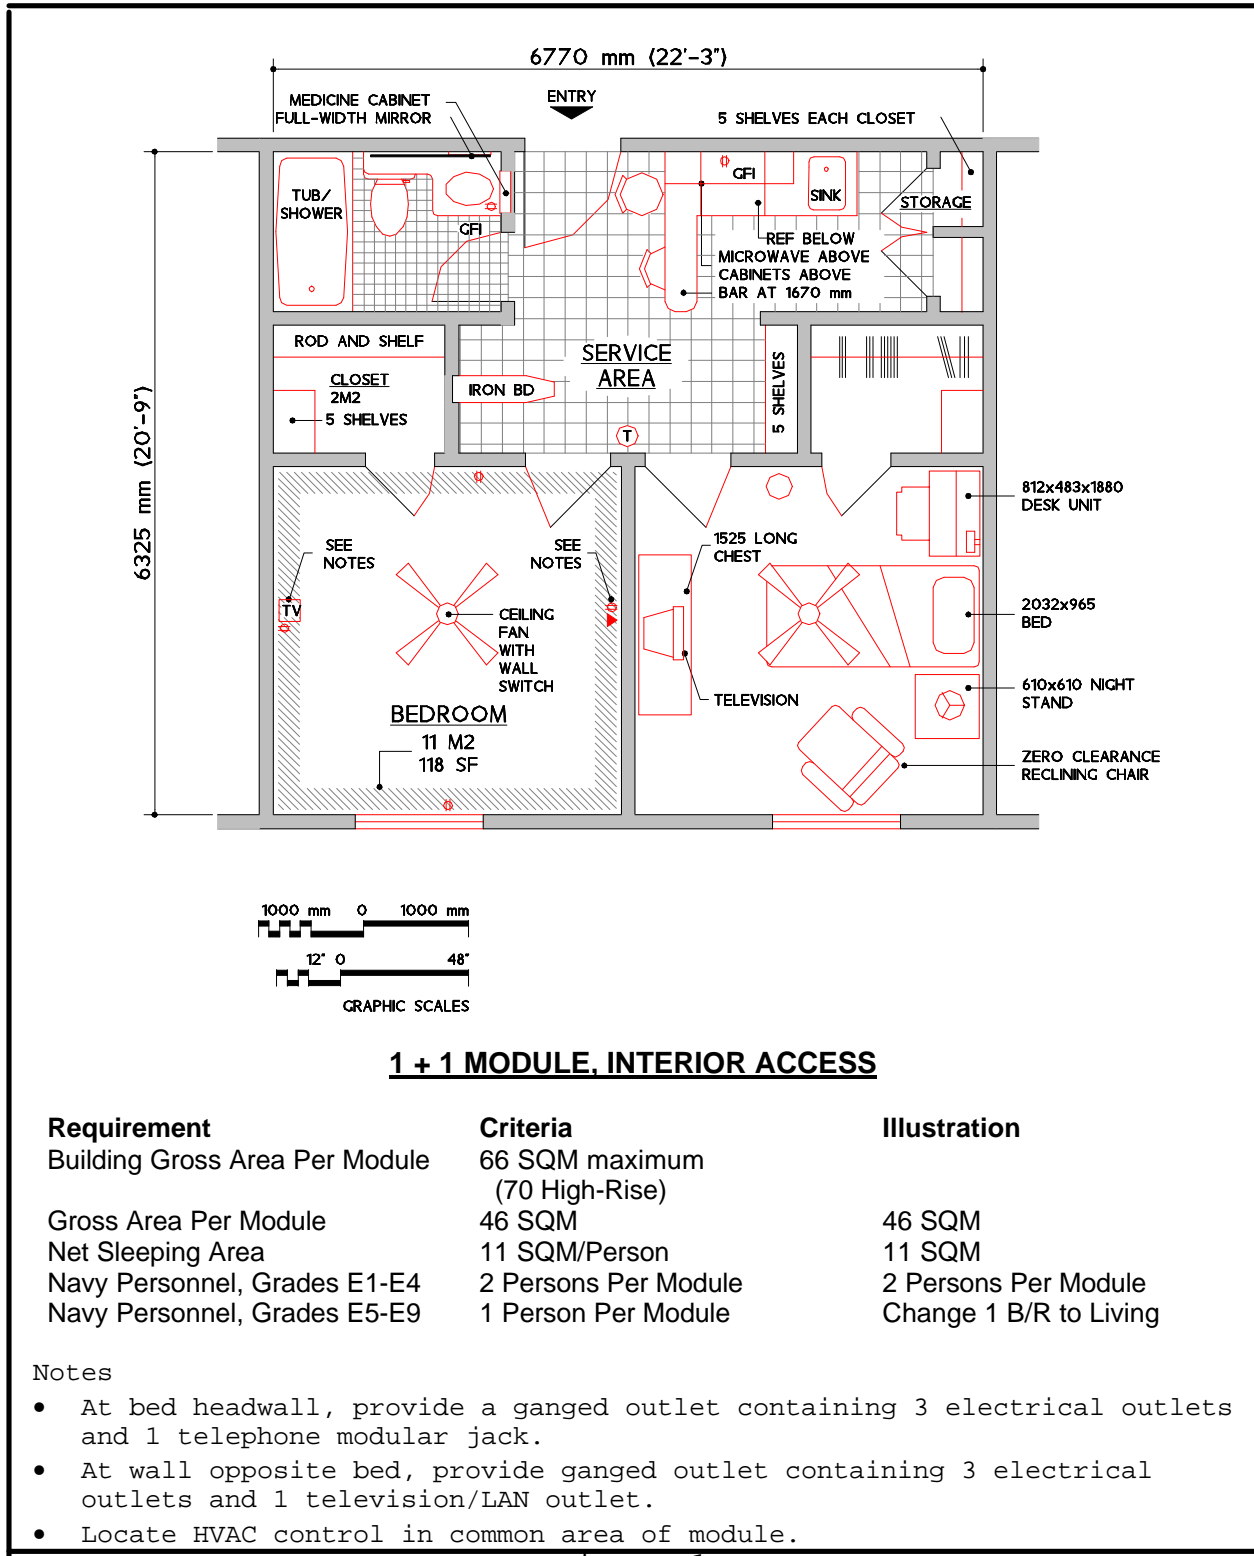 6770 mm (22'-3")
MEDICINE CABINET
FULL-WIDTH MIRROR
ENTRY
5 SHELVES EACH CLOSET
TUB/
SHOWER
GFI
GFI
SINK
STORAGE
REF BELOW
MICROWAVE ABOVE
CABINETS ABOVE
BAR AT 1670 mm
6325 mm (20'-9")
ROD AND SHELF
CLOSET
2M2
5 SHELVES
IRON BD
SERVICE
AREA
5 SHELVES
T
812x483x1880
DESK UNIT
SEE
NOTES
SEE
NOTES
1525 LONG
CHEST
TV
CEILING
FAN
WITH
WALL
SWITCH
2032x965
BED
TELEVISION
610x610 NIGHT
STAND
BEDROOM
11 M2
118 SF
ZERO CLEARANCE
RECLINING CHAIR
1000 mm 0 1000 mm
12" 0 48"
GRAPHIC SCALES
1 + 1 MODULE, INTERIOR ACCESS
Requirement Criteria Illustration
Building Gross Area Per Module 66 SQM maximum
(70 High-Rise)
Gross Area Per Module 46 SQM 46 SQM
Net Sleeping Area 11 SQM/Person 11 SQM
Navy Personnel, Grades E1-E4 2 Persons Per Module 2 Persons Per Module
Navy Personnel, Grades E5-E9 1 Person Per Module Change 1 B/R to Living
Notes
• At bed headwall, provide a ganged outlet containing 3 electrical outlets
and 1 telephone modular jack.
• At wall opposite bed, provide ganged outlet containing 3 electrical
outlets and 1 television/LAN outlet.
• Locate HVAC control in common area of module.